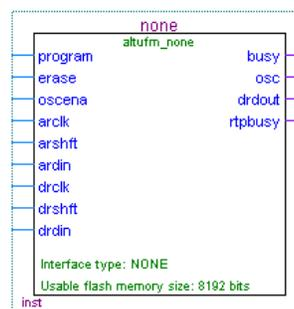 none
altufm_none
program busy
erase osc
oscena drdout
arclk rtpbusy
arshft
ardin
drclk
drshft
drdin
Interface type: NONE
Usable flash memory size: 8192 bits
inst